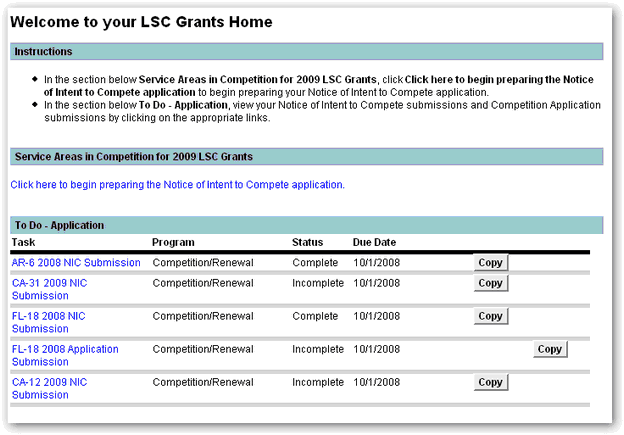 Welcome to your LSC Grants Home
Instructions
In the section below Service Areas in Competition for 2009 LSC Grants, click Click here to begin preparing the Notice
of Intent to Compete application to begin preparing your Notice of Intent to Compete application.
In the section below To Do - Application, view your Notice of Intent to Compete submissions and Competition Application
submissions by clicking on the appropriate links.
Service Areas in Competition for 2009 LSC Grants
Click here to begin preparing the Notice of Intent to Compete application.
To Do - Application
Task Program Status Due Date
AR-6 2008 NIC Submission Competition/Renewal Complete 10/1/2008 Copy
CA-31 2009 NIC Competition/Renewal Incomplete 10/1/2008 Copy
Submission
FL-18 2008 NIC Competition/Renewal Complete 10/1/2008 Copy
Submission
FL-18 2008 Application Competition/Renewal Incomplete 10/1/2008 Copy
Submission
CA-12 2009 NIC Competition/Renewal Incomplete 10/1/2008 Copy
Submission